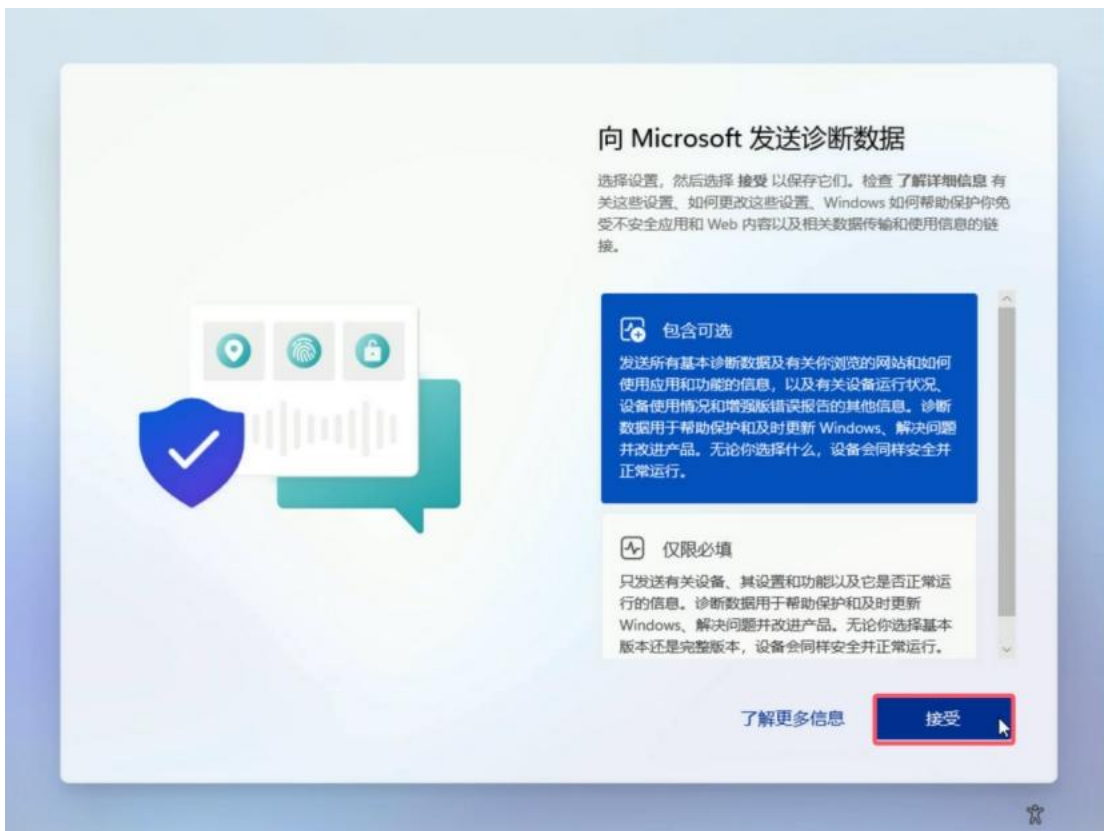 向 Microsoft 发送诊断数据
选择设置，然后选择 接受 以保存它们。检查 了解详细信息 有
关这些设置、如何更改这些设置、Windows 如何帮助保护你免
受不安全应用和 Web 内容以及相关数据传输和使用信息的链
接。
包含可选
发送所有基本诊断数据及有关你浏览的网站和如何
使用应用和功能的信息，以及有关设备运行状况、
设备使用情况和增强版错误报告的其他信息。诊断
数据用于帮助保护和及时更新 Windows、解决问题
并改进产品。无论你选择什么，设备会同样安全并
正常运行。
仅限必填
只发送有关设备、其设置和功能以及它是否正常运
行的信息。诊断数据用于帮助保护和及时更新
Windows、解决问题并改进产品。无论你选择基本
版本还是完整版本，设备会同样安全并正常运行。
了解更多信息
接受